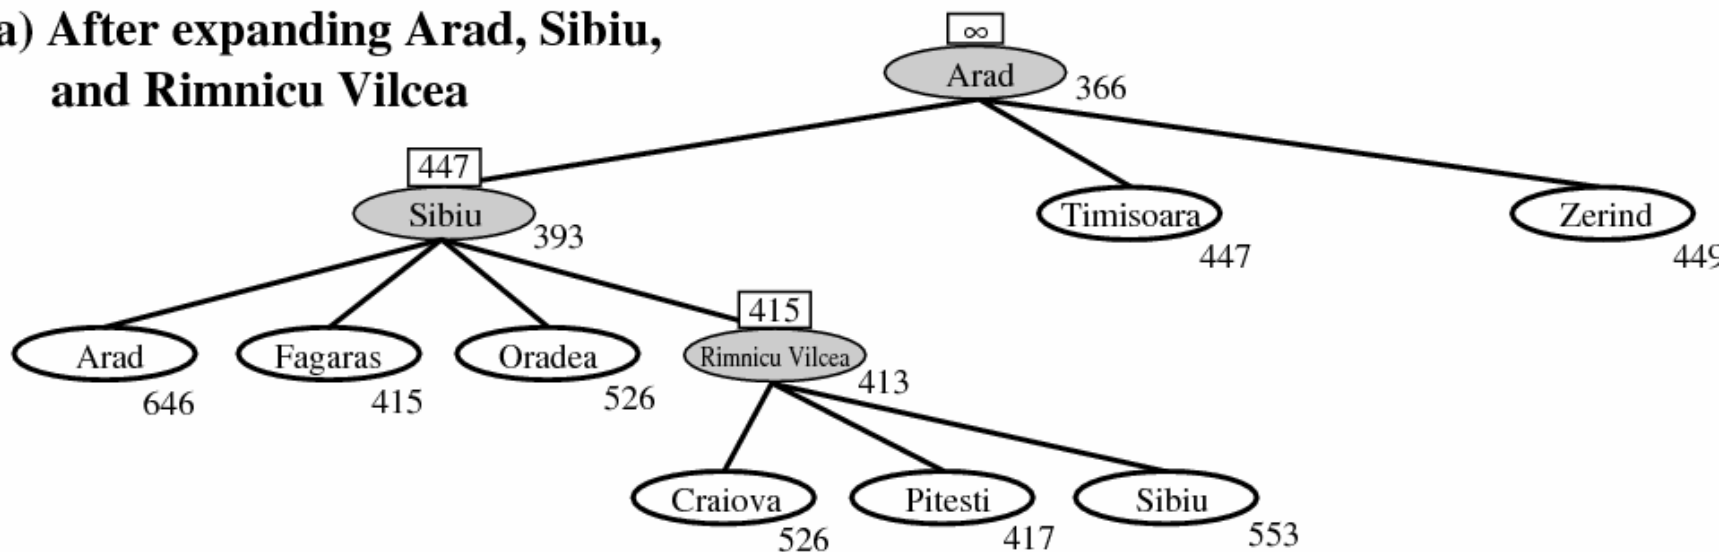 a) After expanding Arad, Sibiu,
and Rimnicu Vilcea
∞
Arad
366
447
Sibiu
393
Timisoara
447
Zerind
449
Arad
646
Fagaras
415
Oradea
526
415
Rimnicu Vilcea
413
Craiova
526
Pitesti
417
Sibiu
553